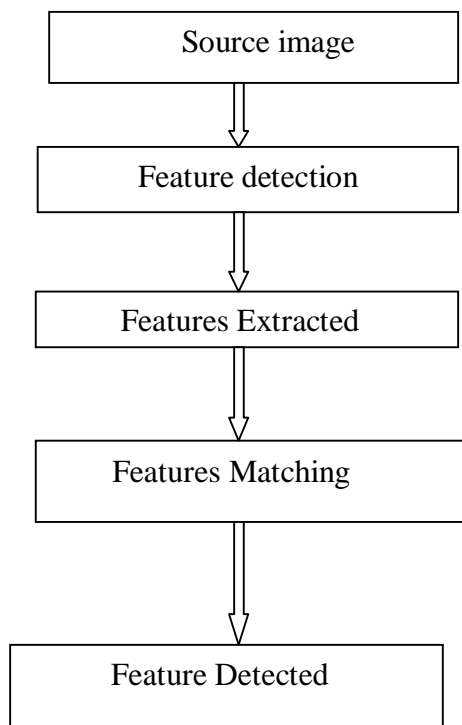 Source image
Feature detection
Features Extracted
Features Matching
Feature Detected